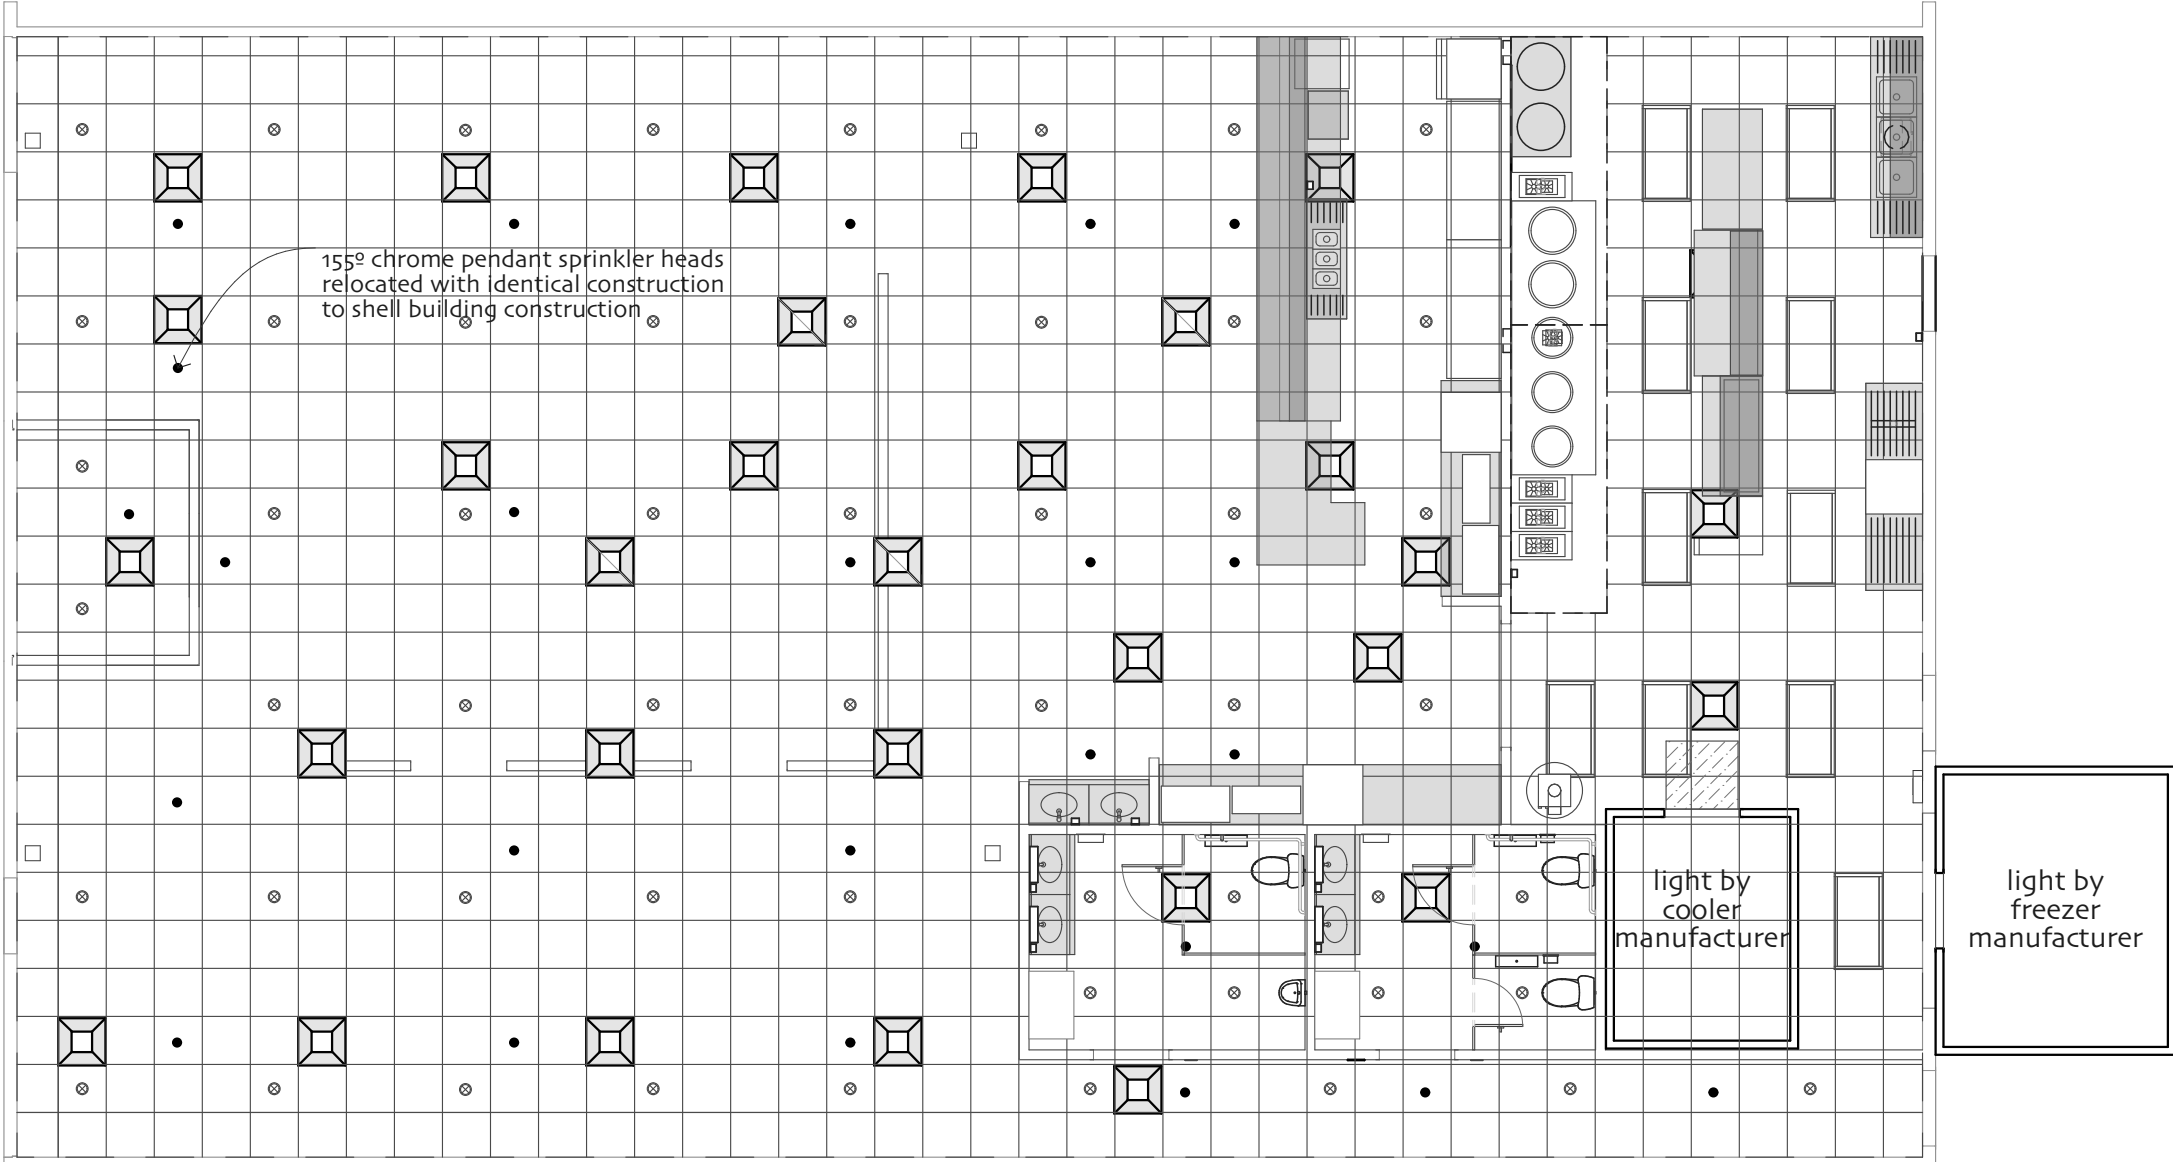 155º chrome pendant sprinkler heads
relocated with identical construction
to shell building construction
light by
cooler
manufacturer
light by
freezer
manufacturer